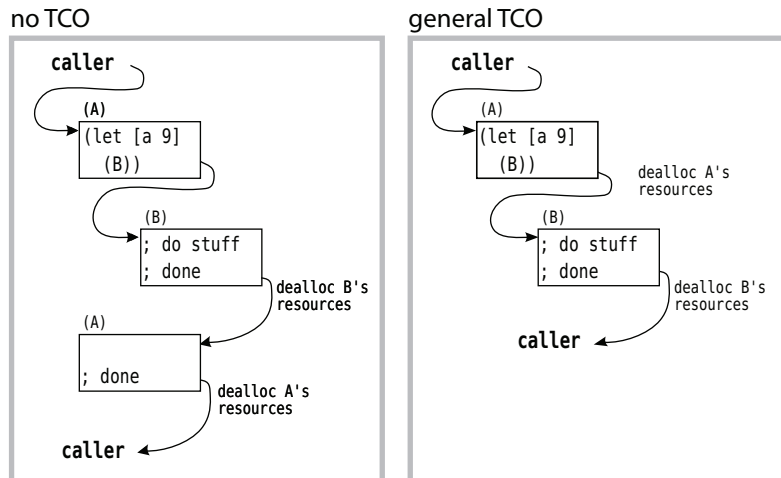 no TCO
caller
(A)
(let [a 9]
(B))
(B)
; do stuff
; done
dealloc B's
resources
(A)
; done
dealloc A's
resources
caller
general TCO
caller
(A)
(let [a 9]
(B))
dealloc A's
resources
(B)
; do stuff
; done
dealloc B's
resources
caller